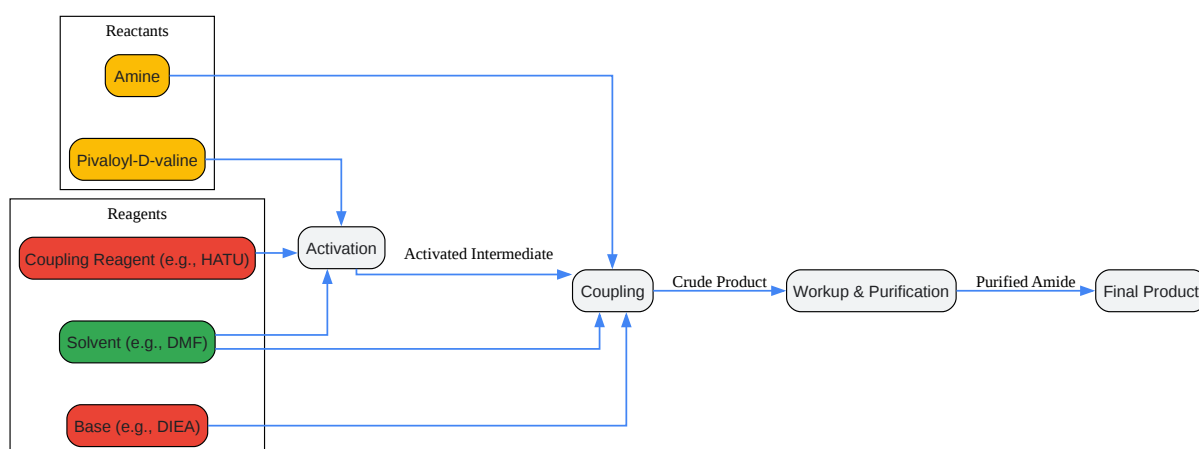 Reactants
Amine
Pivaloyl-D-valine
Reagents
Coupling Reagent (e.g., HATU)
Solvent (e.g., DMF)
Base (e.g., DIEA)
Activation
Activated Intermediate
Coupling
Crude Product
Workup & Purification
Purified Amide
Final Product